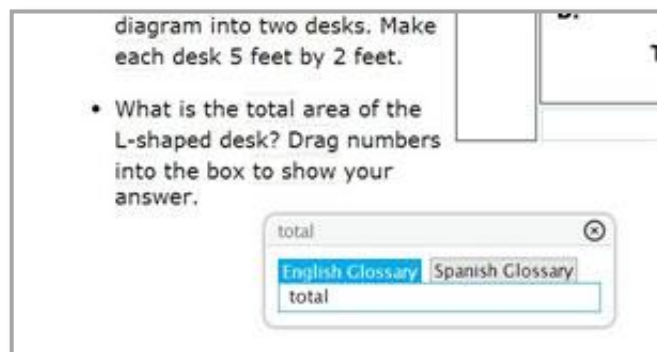 diagram into two desks. Make
each desk 5 feet by 2 feet.
• What is the total area of the
L-shaped desk? Drag numbers
into the box to show your
answer.
total
English Glossary Spanish Glossary
total